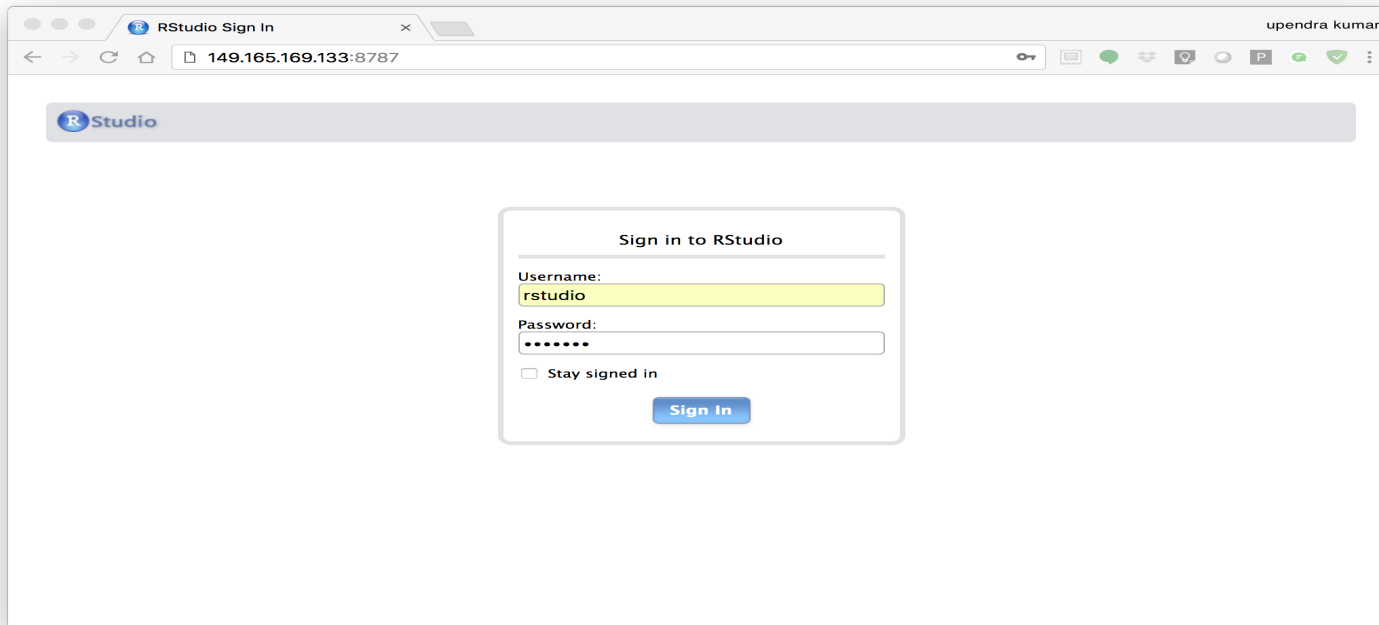 RStudio Sign In
upendra kumar
149.165.169.133:8787
P
R Studio
Sign in to RStudio
Username:
rstudio
Password:
•••••••
Stay signed in
Sign In